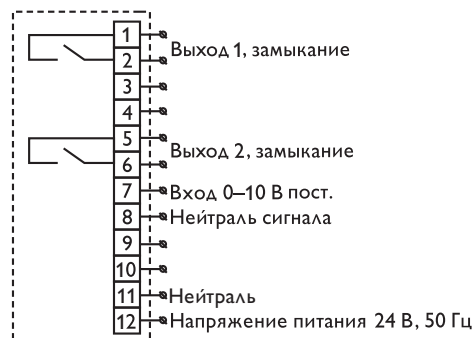 1
Выход 1, замыкание
2
3
4
5
Выход 2, замыкание
6
7 Вход 0–10 В пост.
8 Нейтраль сигнала
9
10
11 Нейтраль
12 Напряжение питания 24 В, 50 Гц